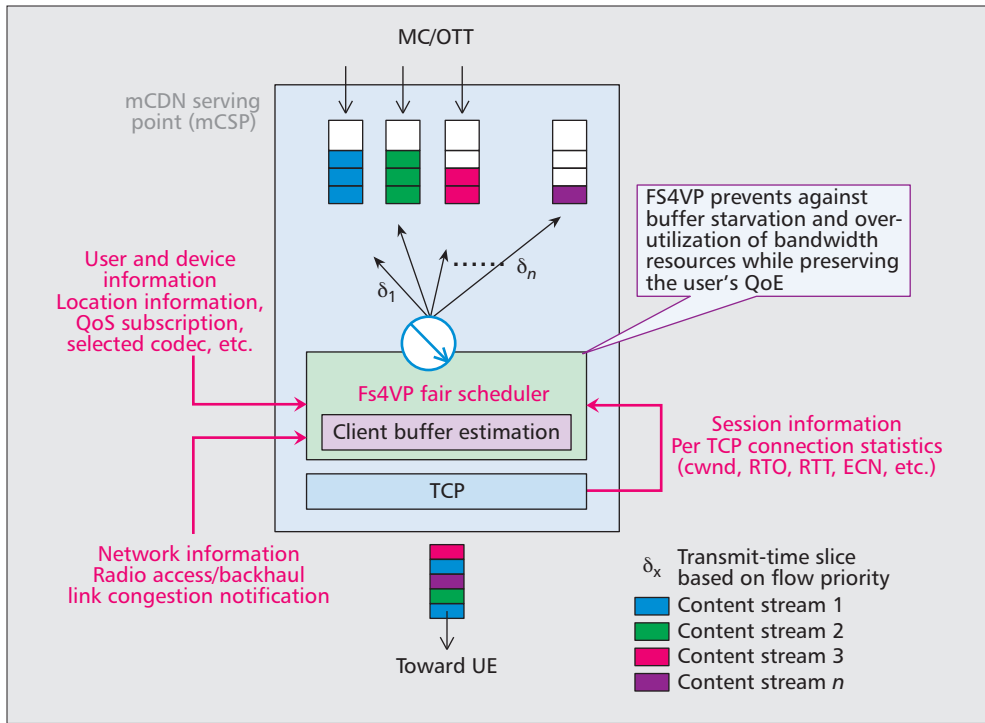 MC/OTT
mCDN serving
point (mCSP)
FS4VP prevents against
buffer starvation and over-
utilization of bandwidth
resources while preserving
the user's QoE
User and device
information
Location information,
QoS subscription,
selected codec, etc.
δ1
......
δn
Fs4VP fair scheduler
Client buffer estimation
TCP
Session information
Per TCP connection statistics
(cwnd, RTO, RTT, ECN, etc.)
Network information
Radio access/backhaul
link congestion notification
Toward UE
δx Transmit-time slice
based on flow priority
Content stream 1
Content stream 2
Content stream 3
Content stream n